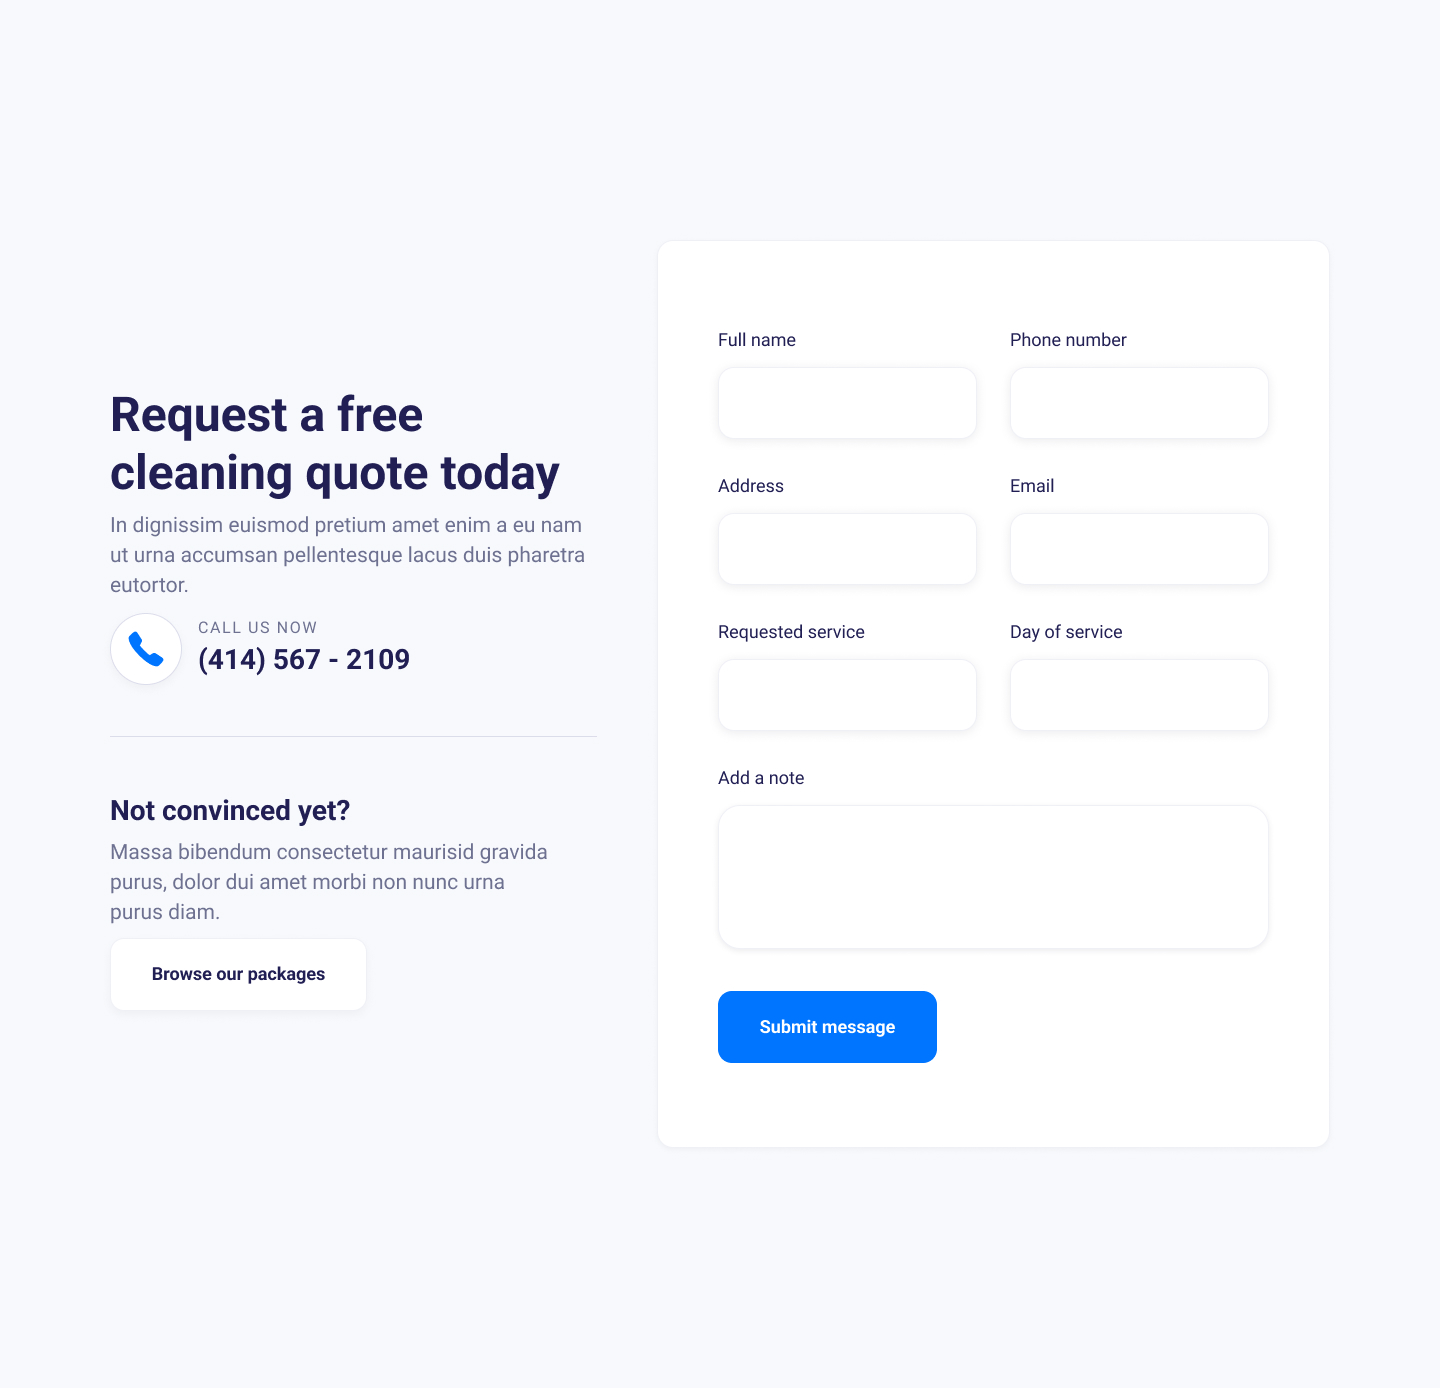 Request a free
cleaning quote today
In dignissim euismod pretium amet enim a eu nam
ut urna accumsan pellentesque lacus duis pharetra
eutortor.
CALL US NOW
(414) 567 - 2109
Not convinced yet?
Massa bibendum consectetur maurisid gravida
purus, dolor dui amet morbi non nunc urna
purus diam.
Browse our packages
Full name
Phone number
Address
Email
Requested service
Day of service
Add a note
Submit message